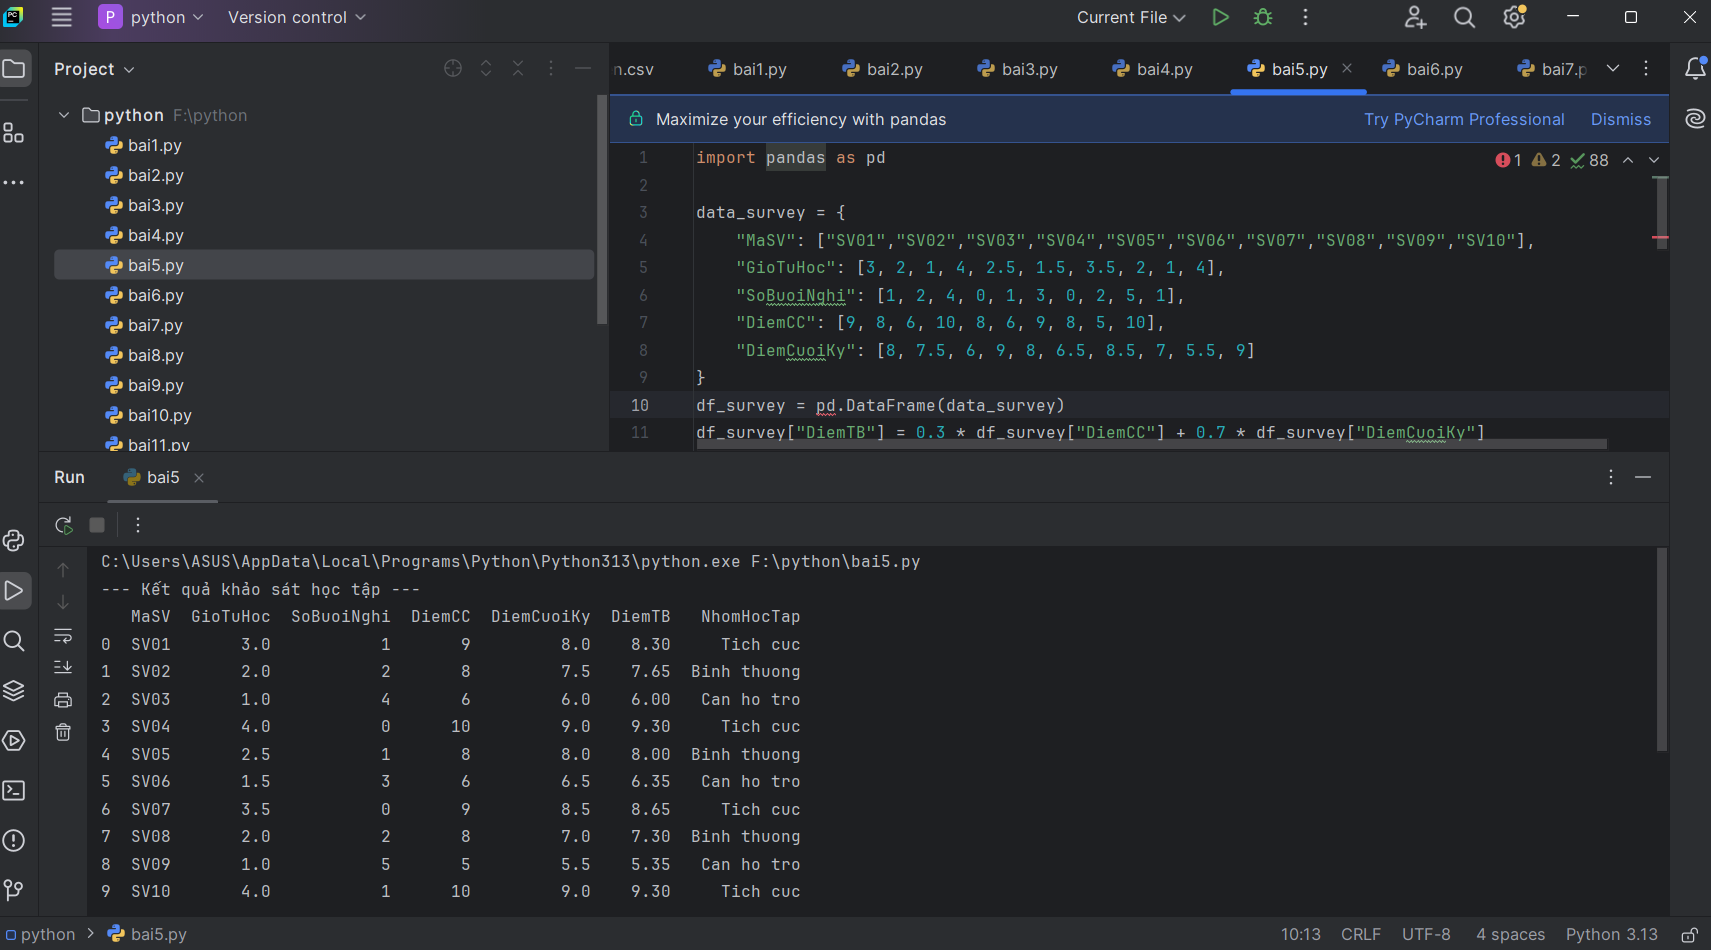 P python Version control Current File
Project
n.csv bai1.py bai2.py bai3.py bai4.py bai5.py bai6.py bai7.p
python F:\python
bai1.py
bai2.py
bai3.py
bai4.py
bai5.py
bai6.py
bai7.py
bai8.py
bai9.py
bai10.py
bai11.py
Maximize your efficiency with pandas Try PyCharm Professional Dismiss
1 import pandas as pd 1 2 88
2
3 data_survey = {
4 "MaSV": ["SV01","SV02","SV03","SV04","SV05","SV06","SV07","SV08","SV09","SV10"],
5 "GioTuHoc": [3, 2, 1, 4, 2.5, 1.5, 3.5, 2, 1, 4],
6 "SoBuoiNghi": [1, 2, 4, 0, 1, 3, 0, 2, 5, 1],
7 "DiemCC": [9, 8, 6, 10, 8, 6, 9, 8, 5, 10],
8 "DiemCuoiKy": [8, 7.5, 6, 9, 8, 6.5, 8.5, 7, 5.5, 9]
9 }
10 df_survey = pd.DataFrame(data_survey)
11 df_survey["DiemTB"] = 0.3 * df_survey["DiemCC"] + 0.7 * df_survey["DiemCuoiKy"]
Run bai5
C:\Users\ASUS\AppData\Local\Programs\Python\Python313\python.exe F:\python\bai5.py
--- Kết quả khảo sát học tập ---
MaSV GioTuHoc SoBuoiNghi DiemCC DiemCuoiKy DiemTB NhomHocTap
0 SV01 3.0 1 9 8.0 8.30 Tich cuc
1 SV02 2.0 2 8 7.5 7.65 Binh thuong
2 SV03 1.0 4 6 6.0 6.00 Can ho tro
3 SV04 4.0 0 10 9.0 9.30 Tich cuc
4 SV05 2.5 1 8 8.0 8.00 Binh thuong
5 SV06 1.5 3 6 6.5 6.35 Can ho tro
6 SV07 3.5 0 9 8.5 8.65 Tich cuc
7 SV08 2.0 2 8 7.0 7.30 Binh thuong
8 SV09 1.0 5 5 5.5 5.35 Can ho tro
9 SV10 4.0 1 10 9.0 9.30 Tich cuc
python bai5.py 10:13 CRLF UTF-8 4 spaces Python 3.13